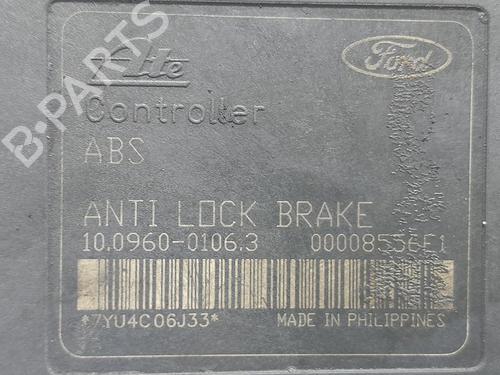 B-PARTS
Ate
Ford
Controller
ABS
ANTI LOCK BRAKE
10.0960-0106.3 00008556E1
*7YU4C06J33*
MADE IN PHILIPPINES